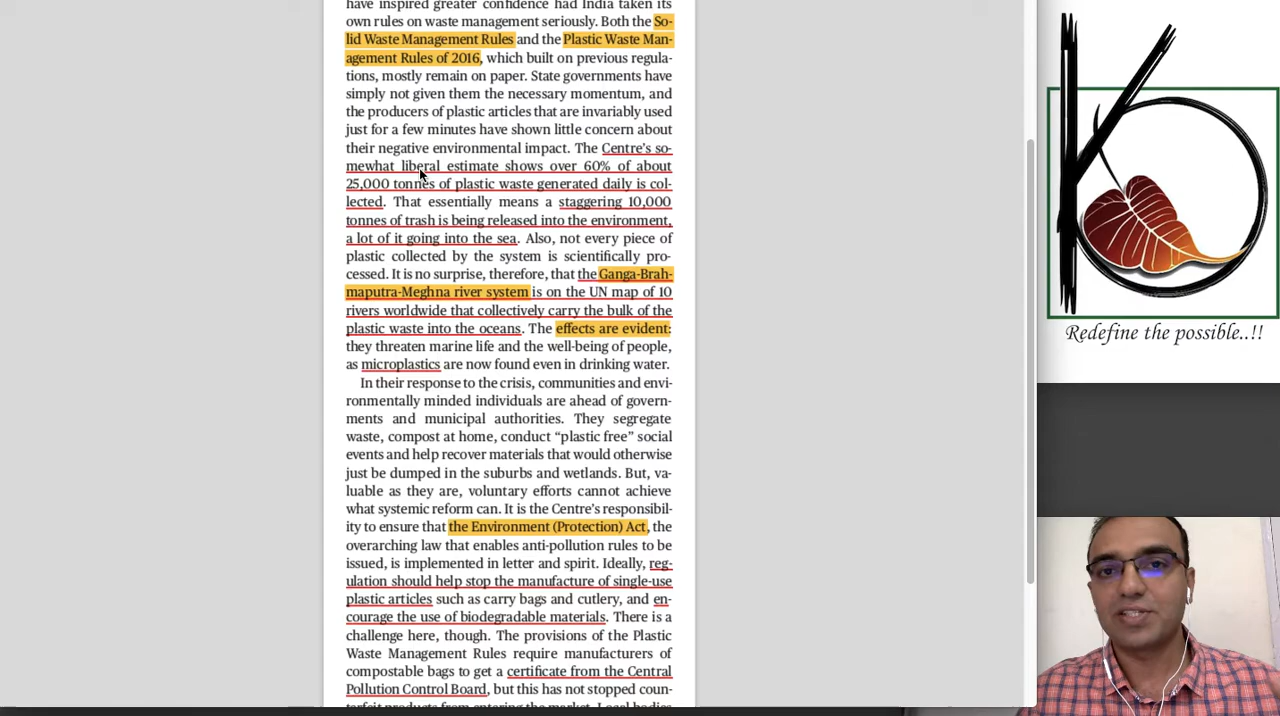 have inspired greater confidence had India taken its
own rules on waste management seriously. Both the So-
lid Waste Management Rules and the Plastic Waste Man-
agement Rules of 2016, which built on previous regula-
tions, mostly remain on paper. State governments have
simply not given them the necessary momentum, and
the producers of plastic articles that are invariably used
just for a few minutes have shown little concern about
their negative environmental impact. The Centre's so-
mewhat liberal estimate shows over 60% of about
25,000 tonnes of plastic waste generated daily is col-
lected. That essentially means a staggering 10,000
tonnes of trash is being released into the environment,
a lot of it going into the sea. Also, not every piece of
plastic collected by the system is scientifically pro-
cessed. It is no surprise, therefore, that the Ganga-Brah-
maputra-Meghna river system is on the UN map of 10
rivers worldwide that collectively carry the bulk of the
plastic waste into the oceans. The effects are evident:
they threaten marine life and the well-being of people,
as microplastics are now found even in drinking water.
In their response to the crisis, communities and envi-
ronmentally minded individuals are ahead of govern-
ments and municipal authorities. They segregate
waste, compost at home, conduct “plastic free” social
events and help recover materials that would otherwise
just be dumped in the suburbs and wetlands. But, va-
luable as they are, voluntary efforts cannot achieve
what systemic reform can. It is the Centre's responsibil-
ity to ensure that the Environment (Protection) Act, the
overarching law that enables anti-pollution rules to be
issued, is implemented in letter and spirit. Ideally, reg-
ulation should help stop the manufacture of single-use
plastic articles such as carry bags and cutlery, and en-
courage the use of biodegradable materials. There is a
challenge here, though. The provisions of the Plastic
Waste Management Rules require manufacturers of
compostable bags to get a certificate from the Central
Pollution Control Board, but this has not stopped coun-
terfeit products from entering the market. Local bodies
Redefine the possible..!!